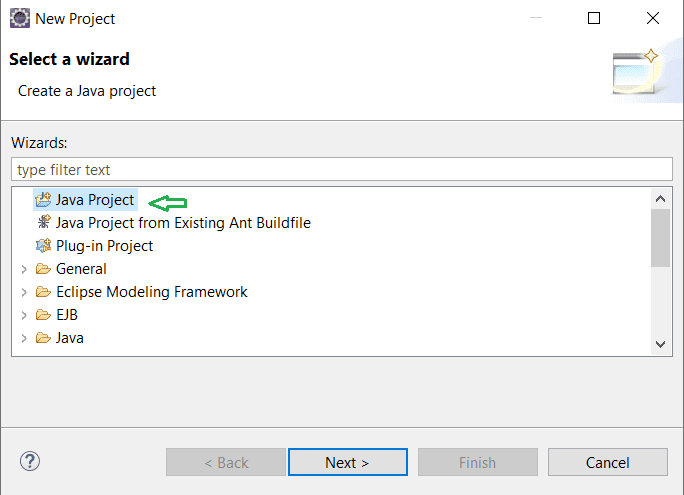 New Project
Select a wizard
Create a Java project
Wizards:
type filter text
Java Project
Java Project from Existing Ant Buildfile
Plug-in Project
General
Eclipse Modeling Framework
EJB
Java
?
< Back
Next >
Finish
Cancel